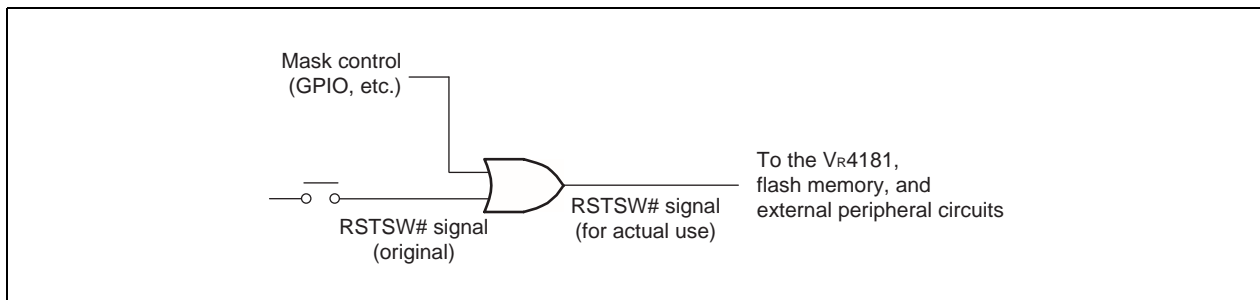 Mask control
(GPIO, etc.)
RSTSW# signal
(original)
RSTSW# signal
(for actual use)
To the VR4181,
flash memory, and
external peripheral circuits